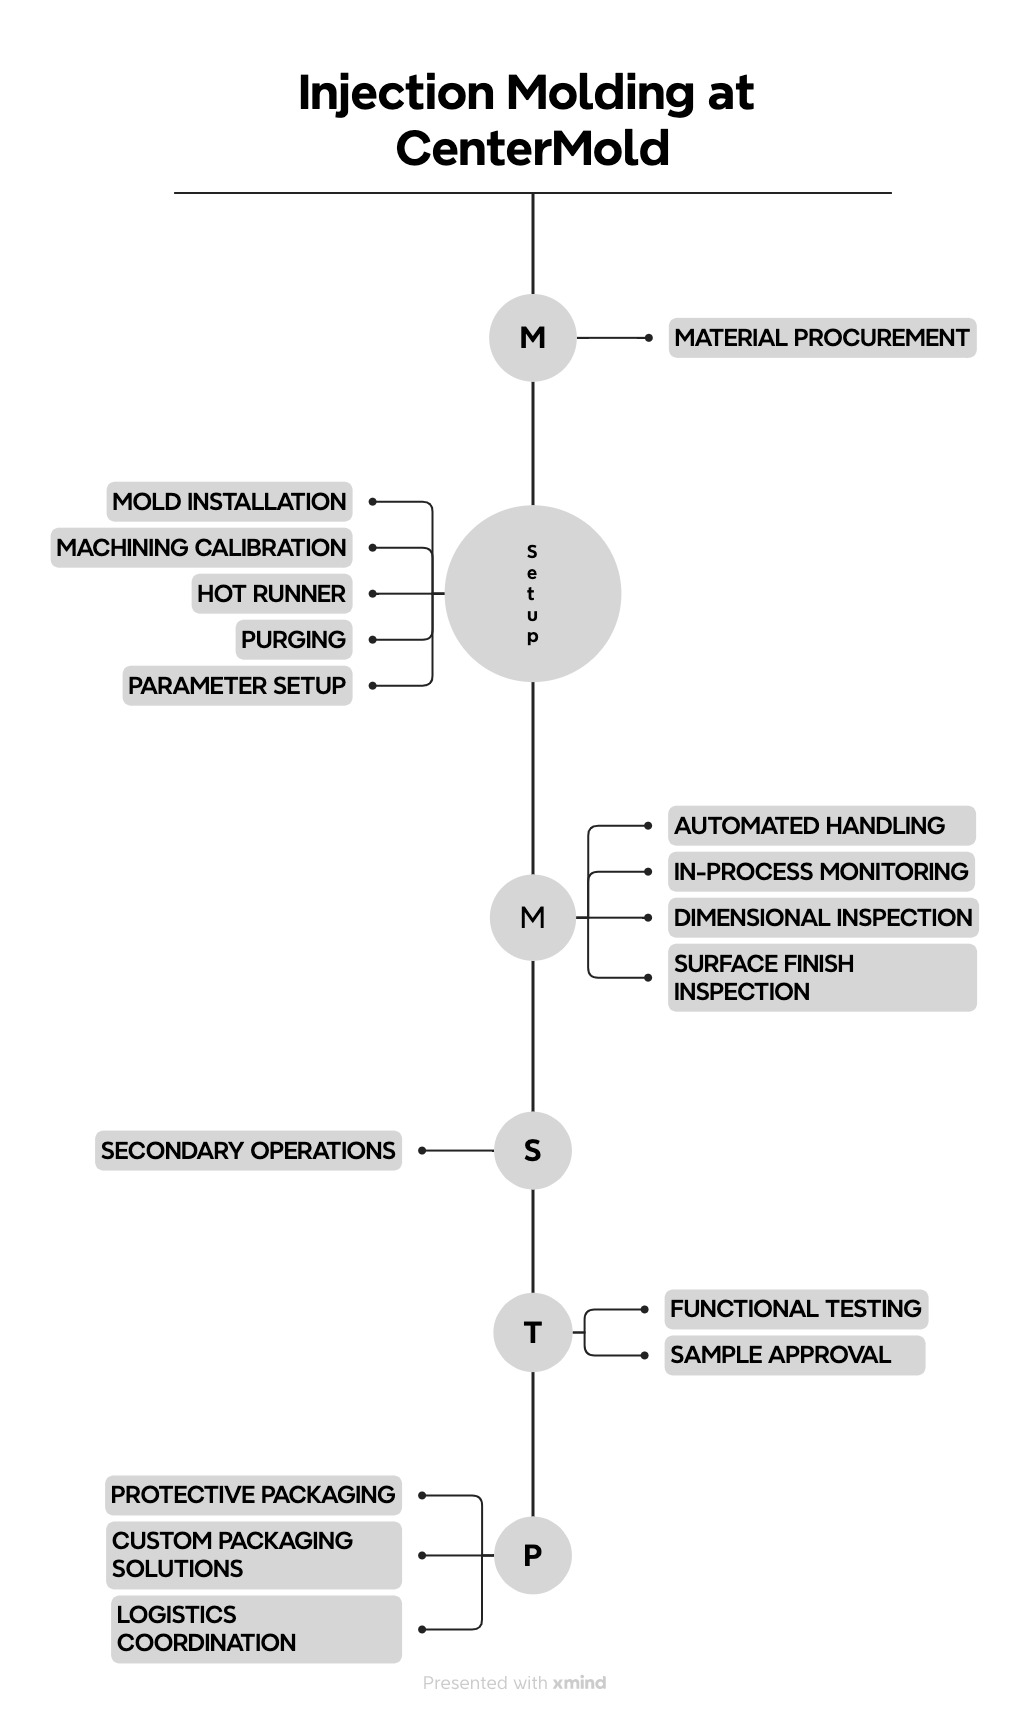 Injection Molding at
CenterMold
M
MATERIAL PROCUREMENT
MOLD INSTALLATION
MACHINING CALIBRATION
HOT RUNNER
PURGING
PARAMETER SETUP
Setup
M
AUTOMATED HANDLING
IN-PROCESS MONITORING
DIMENSIONAL INSPECTION
SURFACE FINISH
INSPECTION
SECONDARY OPERATIONS
S
T
FUNCTIONAL TESTING
SAMPLE APPROVAL
PROTECTIVE PACKAGING
CUSTOM PACKAGING
SOLUTIONS
LOGISTICS
COORDINATION
P
Presented with xmind